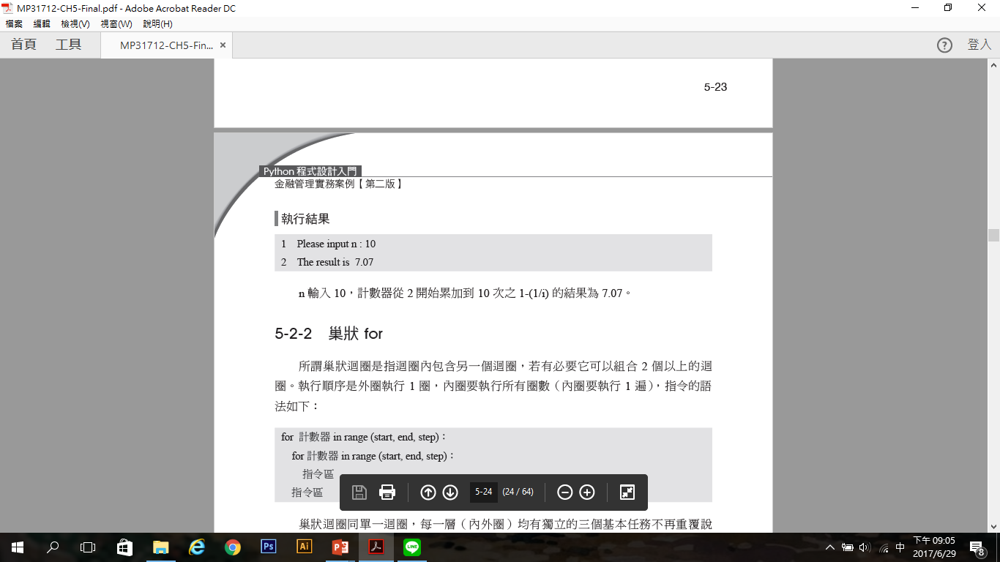 MP31712-CH5-Final.pdf - Adobe Acrobat Reader DC
檔案 編輯 檢視(V) 視窗(W) 說明(H)
首頁 工具 MP31712-CH5-Fin... × ? 登入
5-23
Python 程式設計入門
金融管理實務案例【第二版】
執行結果
1 Please input n : 10
2 The result is 7.07
n 輸入 10，計數器從 2 開始累加到 10 次之 1-(1/i) 的結果為 7.07。
5-2-2 巢狀 for
所謂巢狀迴圈是指迴圈內包含另一個迴圈，若有必要它可以組合 2 個以上的迴
圈。執行順序是外圈執行 1 圈，內圈要執行所有圈數（內圈要執行 1 遍），指令的語
法如下：
for 計數器 in range (start, end, step)：
for 計數器 in range (start, end, step)：
指令區
指令區
5-24 (24 / 64)
巢狀迴圈同單一迴圈，每一層（內外圈）均有獨立的三個基本任務不再重覆說
Ps Ai LINE 中 下午 09:05
2017/6/29 8